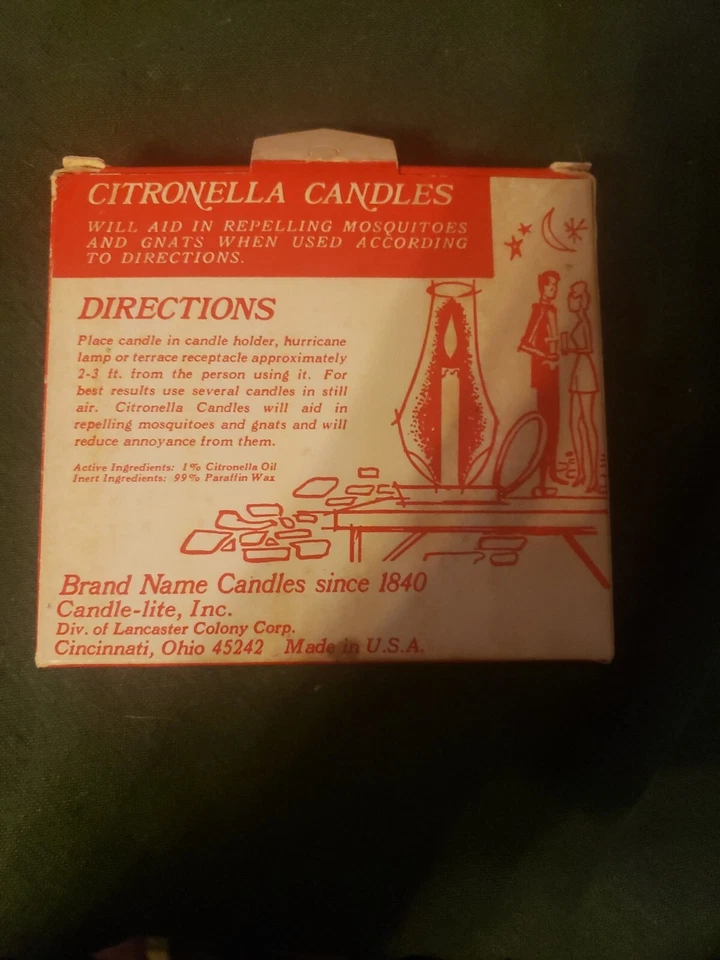 CITRONELLA CANDLES
WILL AID IN REPELLING MOSQUITOES
AND GNATS WHEN USED ACCORDING
TO DIRECTIONS.
DIRECTIONS
Place candle in candle holder, hurricane
lamp or terrace receptacle approximately
2-3 ft. from the person using it. For
best results use several candles in still
air. Citronella Candles will aid in
repelling mosquitoes and gnats and will
reduce annoyance from them.
Active Ingredients: 1% Citronella Oil
Inert Ingredients: 99% Paraffin Wax
Brand Name Candles since 1840
Candle-lite, Inc.
Div. of Lancaster Colony Corp.
Cincinnati, Ohio 45242 Made in U.S.A.